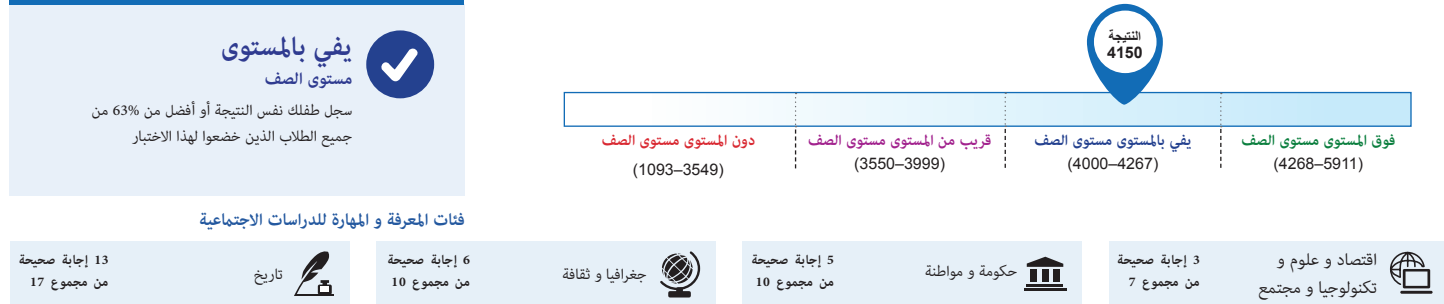 يفي بالمستوى
مستوى الصف
سجل طفلك نفس النتيجة أو أفضل من 63% من
جميع الطلاب الذين خضعوا لهذا الاختبار
النتيجة
4150
دون المستوى مستوى الصف
(1093–3549)
قريب من المستوى مستوى الصف
(3550–3999)
يفي بالمستوى مستوى الصف
(4000–4267)
فوق المستوى مستوى الصف
(4268–5911)
فئات المعرفة و المهارة للدراسات الاجتماعية
اقتصاد و علوم و
تكنولوجيا و مجتمع
3 إجابة صحيحة
من مجموع 7
حكومة و مواطنة
5 إجابة صحيحة
من مجموع 10
جغرافيا و ثقافة
6 إجابة صحيحة
من مجموع 10
تاريخ
13 إجابة صحيحة
من مجموع 17